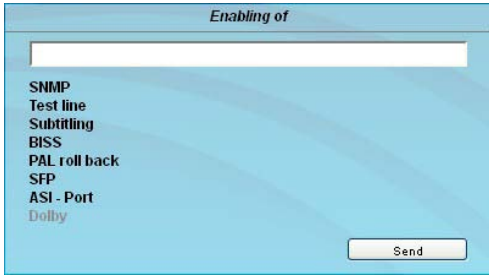 Enabling of
SNMP
Test line
Subtitling
BISS
PAL roll back
SFP
ASI - Port
Dolby
Send